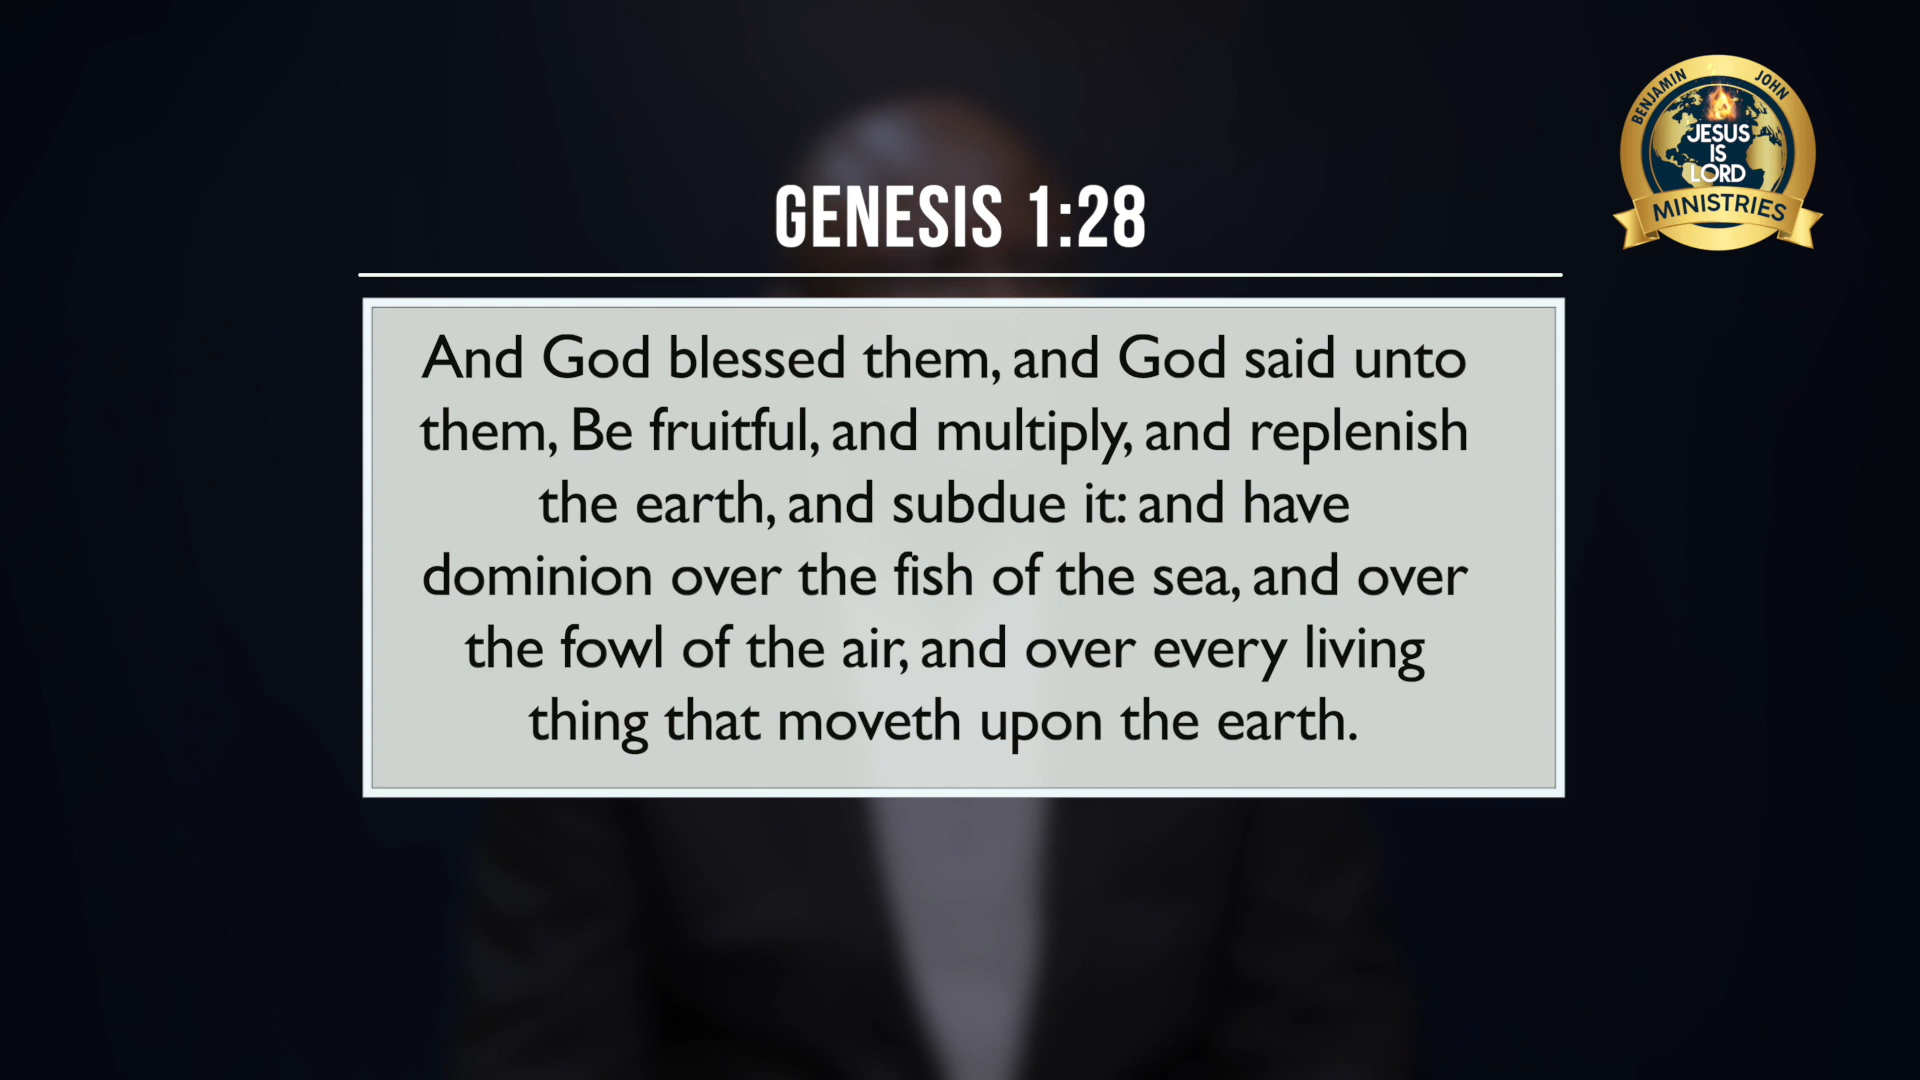 BENJAMIN JOHN
JESUS
IS
LORD
MINISTRIES
GENESIS 1:28
And God blessed them, and God said unto
them, Be fruitful, and multiply, and replenish
the earth, and subdue it: and have
dominion over the fish of the sea, and over
the fowl of the air, and over every living
thing that moveth upon the earth.